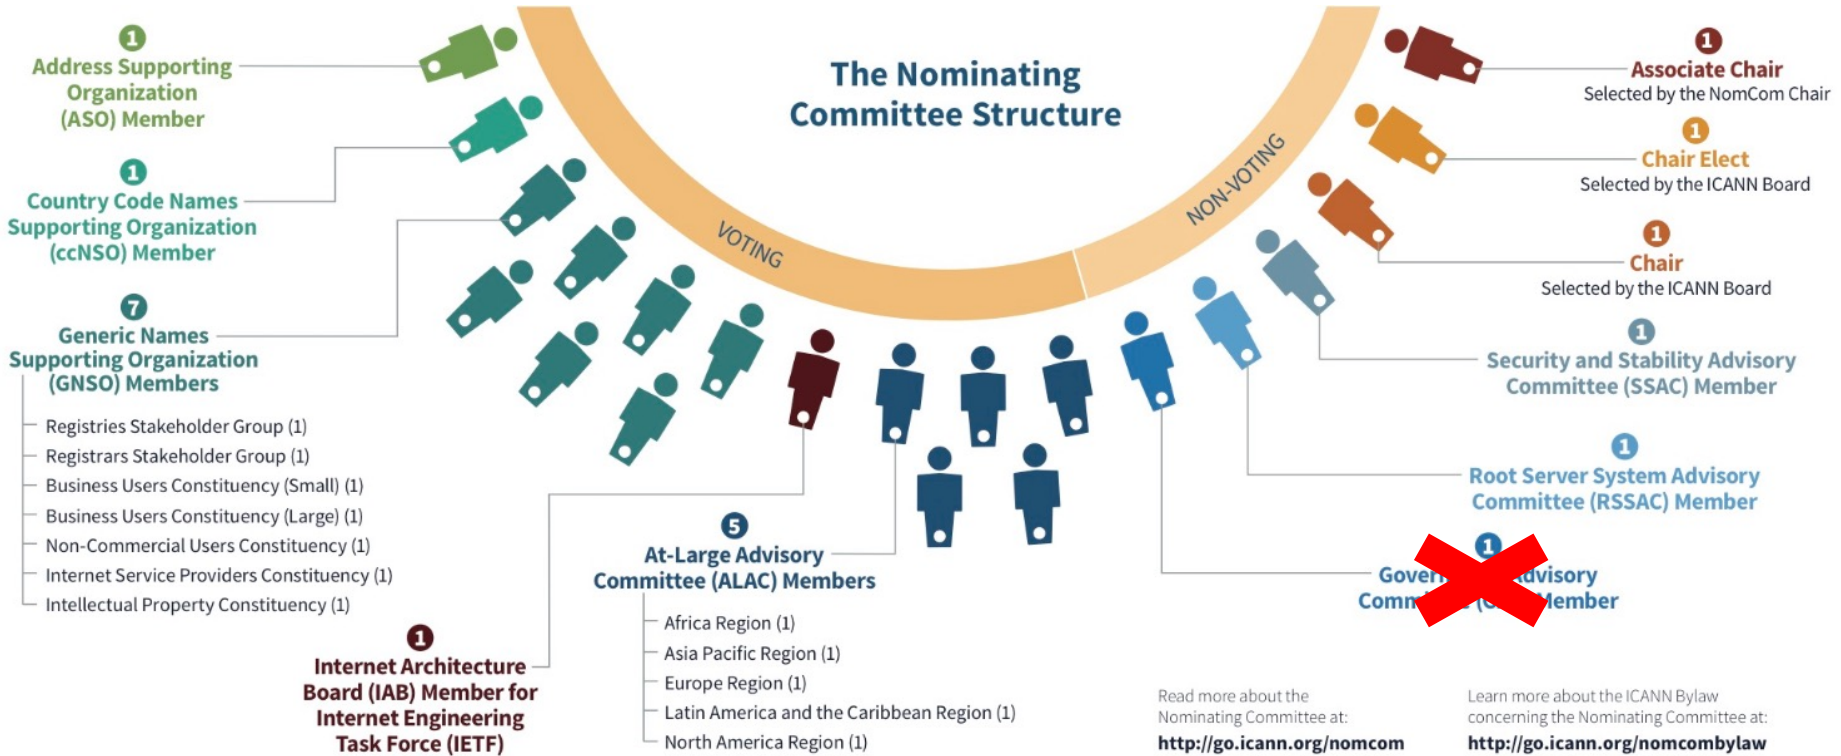 The Nominating
Committee Structure
VOTING
NON-VOTING
1
Address Supporting
Organization
(ASO) Member
1
Country Code Names
Supporting Organization
(ccNSO) Member
7
Generic Names
Supporting Organization
(GNSO) Members
Registries Stakeholder Group (1)
Registrars Stakeholder Group (1)
Business Users Constituency (Small) (1)
Business Users Constituency (Large) (1)
Non-Commercial Users Constituency (1)
Internet Service Providers Constituency (1)
Intellectual Property Constituency (1)
1
Internet Architecture
Board (IAB) Member for
Internet Engineering
Task Force (IETF)
5
At-Large Advisory
Committee (ALAC) Members
Africa Region (1)
Asia Pacific Region (1)
Europe Region (1)
Latin America and the Caribbean Region (1)
North America Region (1)
1
Associate Chair
Selected by the NomCom Chair
1
Chair Elect
Selected by the ICANN Board
1
Chair
Selected by the ICANN Board
1
Security and Stability Advisory
Committee (SSAC) Member
1
Root Server System Advisory
Committee (RSSAC) Member
1
Advisory
Member
Read more about the
Nominating Committee at:
http://go.icann.org/nomcom
Learn more about the ICANN Bylaw
concerning the Nominating Committee at:
http://go.icann.org/nomcombylaw